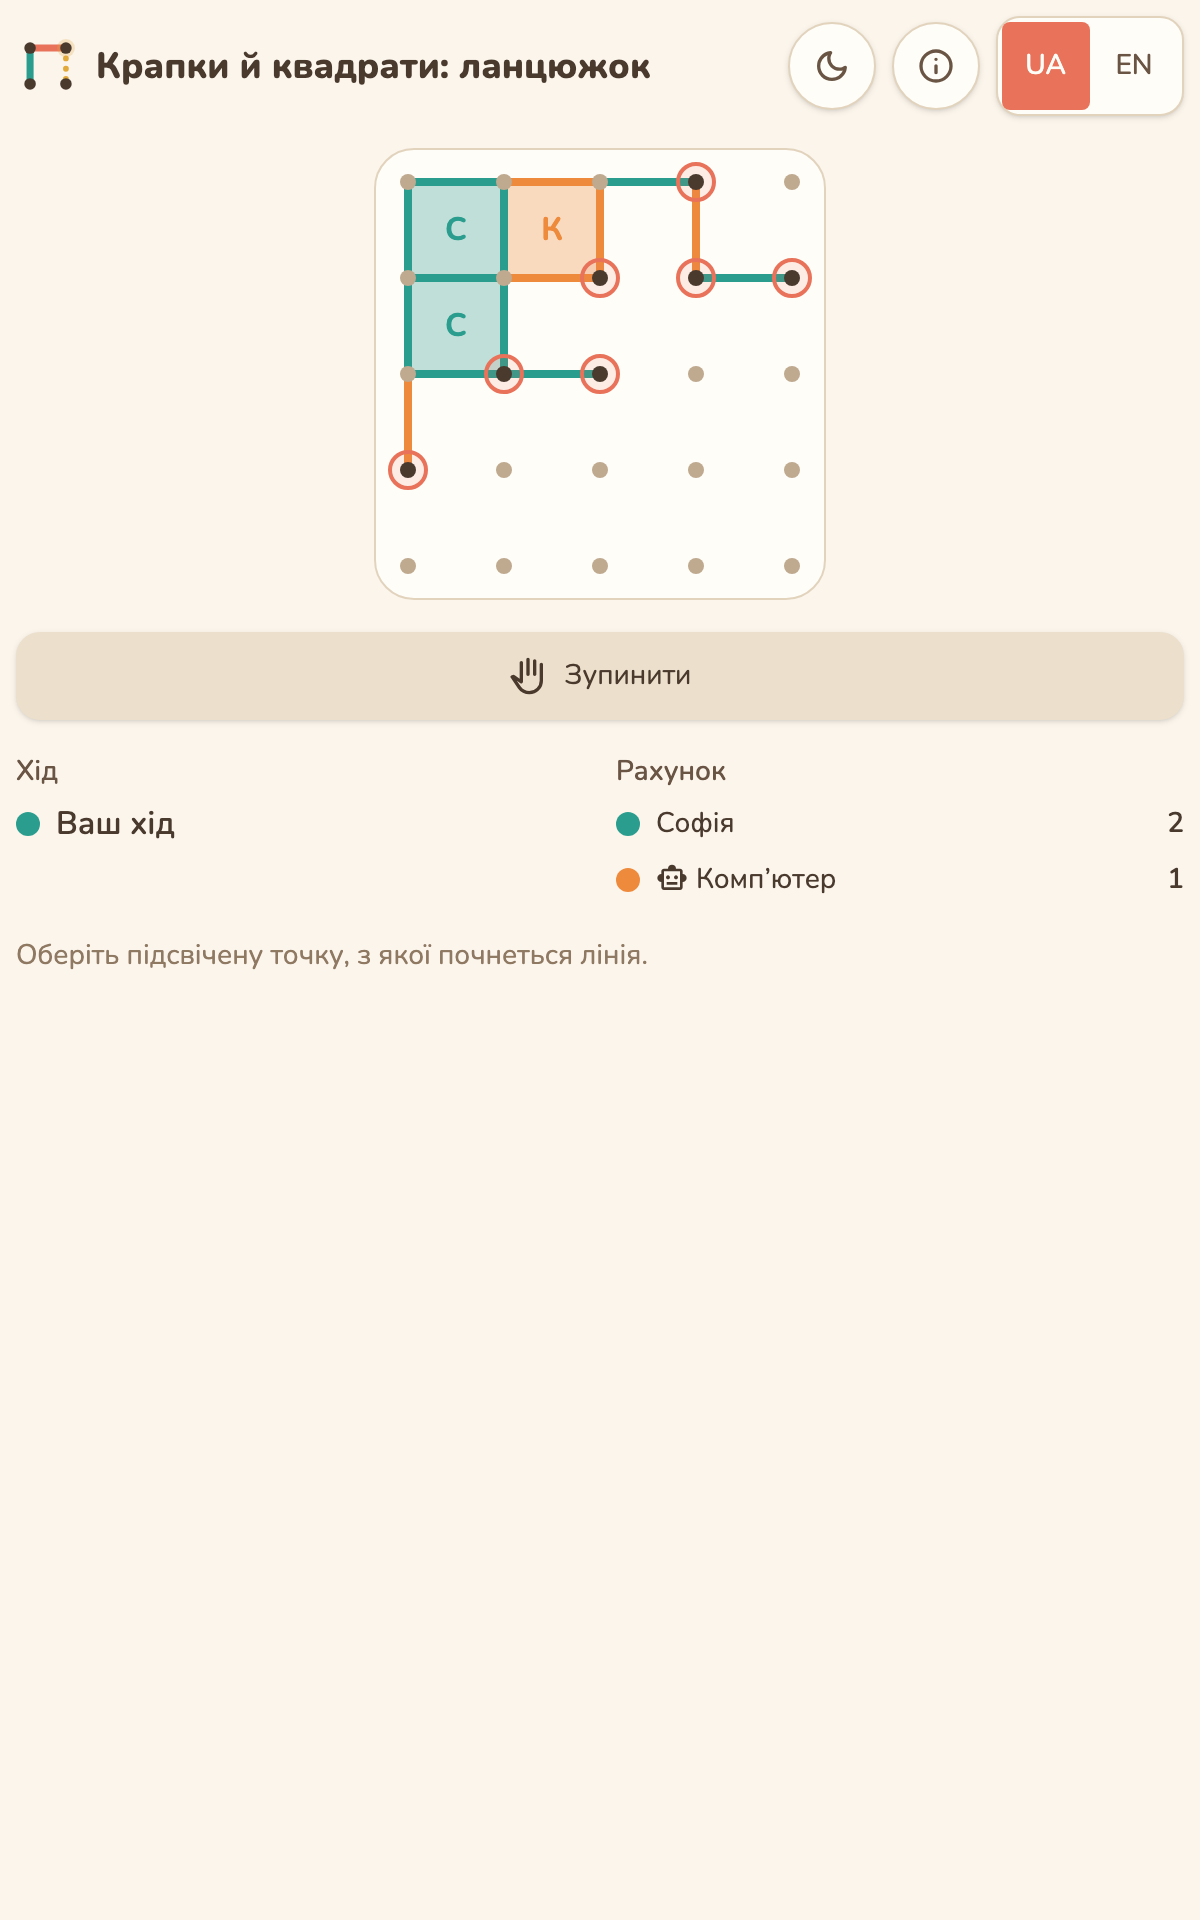 Крапки й квадрати: ланцюжок
UA EN
С К
С
Зупинити
Хід
Ваш хід
Рахунок
Софія 2
Комп’ютер 1
Оберіть підсвічену точку, з якої почнеться лінія.